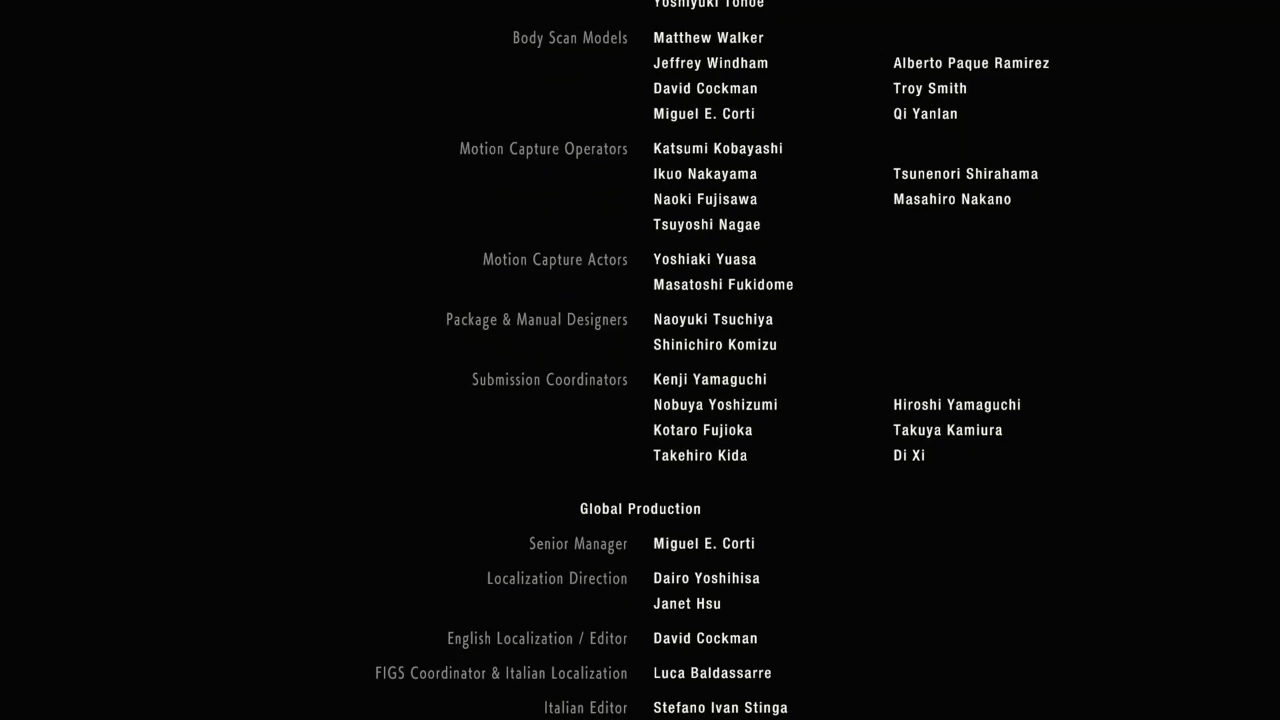 Yoshiyuki Tohoe
Body Scan Models Matthew Walker
Jeffrey Windham Alberto Paque Ramirez
David Cockman Troy Smith
Miguel E. Corti Qi Yanlan
Motion Capture Operators Katsumi Kobayashi
Ikuo Nakayama Tsunenori Shirahama
Naoki Fujisawa Masahiro Nakano
Tsuyoshi Nagae
Motion Capture Actors Yoshiaki Yuasa
Masatoshi Fukidome
Package & Manual Designers Naoyuki Tsuchiya
Shinichiro Komizu
Submission Coordinators Kenji Yamaguchi
Nobuya Yoshizumi Hiroshi Yamaguchi
Kotaro Fujioka Takuya Kamiura
Takehiro Kida Di Xi
Global Production
Senior Manager Miguel E. Corti
Localization Direction Dairo Yoshihisa
Janet Hsu
English Localization / Editor David Cockman
FIGS Coordinator & Italian Localization Luca Baldassarre
Italian Editor Stefano Ivan Stinga